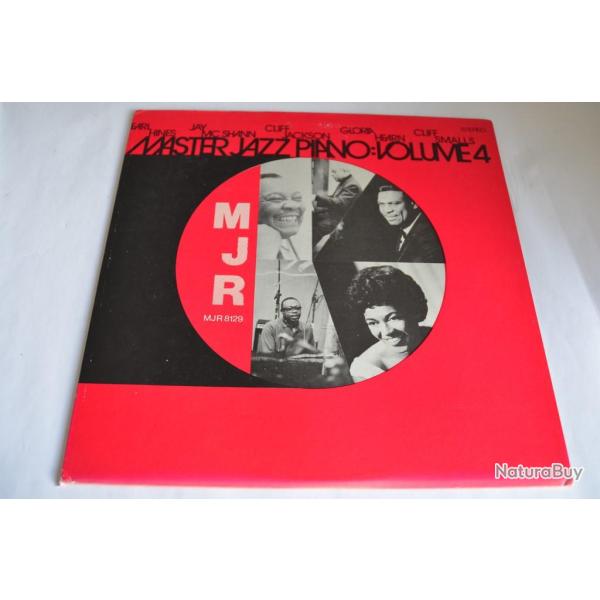 EARL HINES JAY MC SHANN CLIFF JACKSON GLORIA HEARN CLIFF SMALLS STEREO
MASTER JAZZ PIANO:VOLUME 4
M
J
R
MJR 8129
NaturaBuy